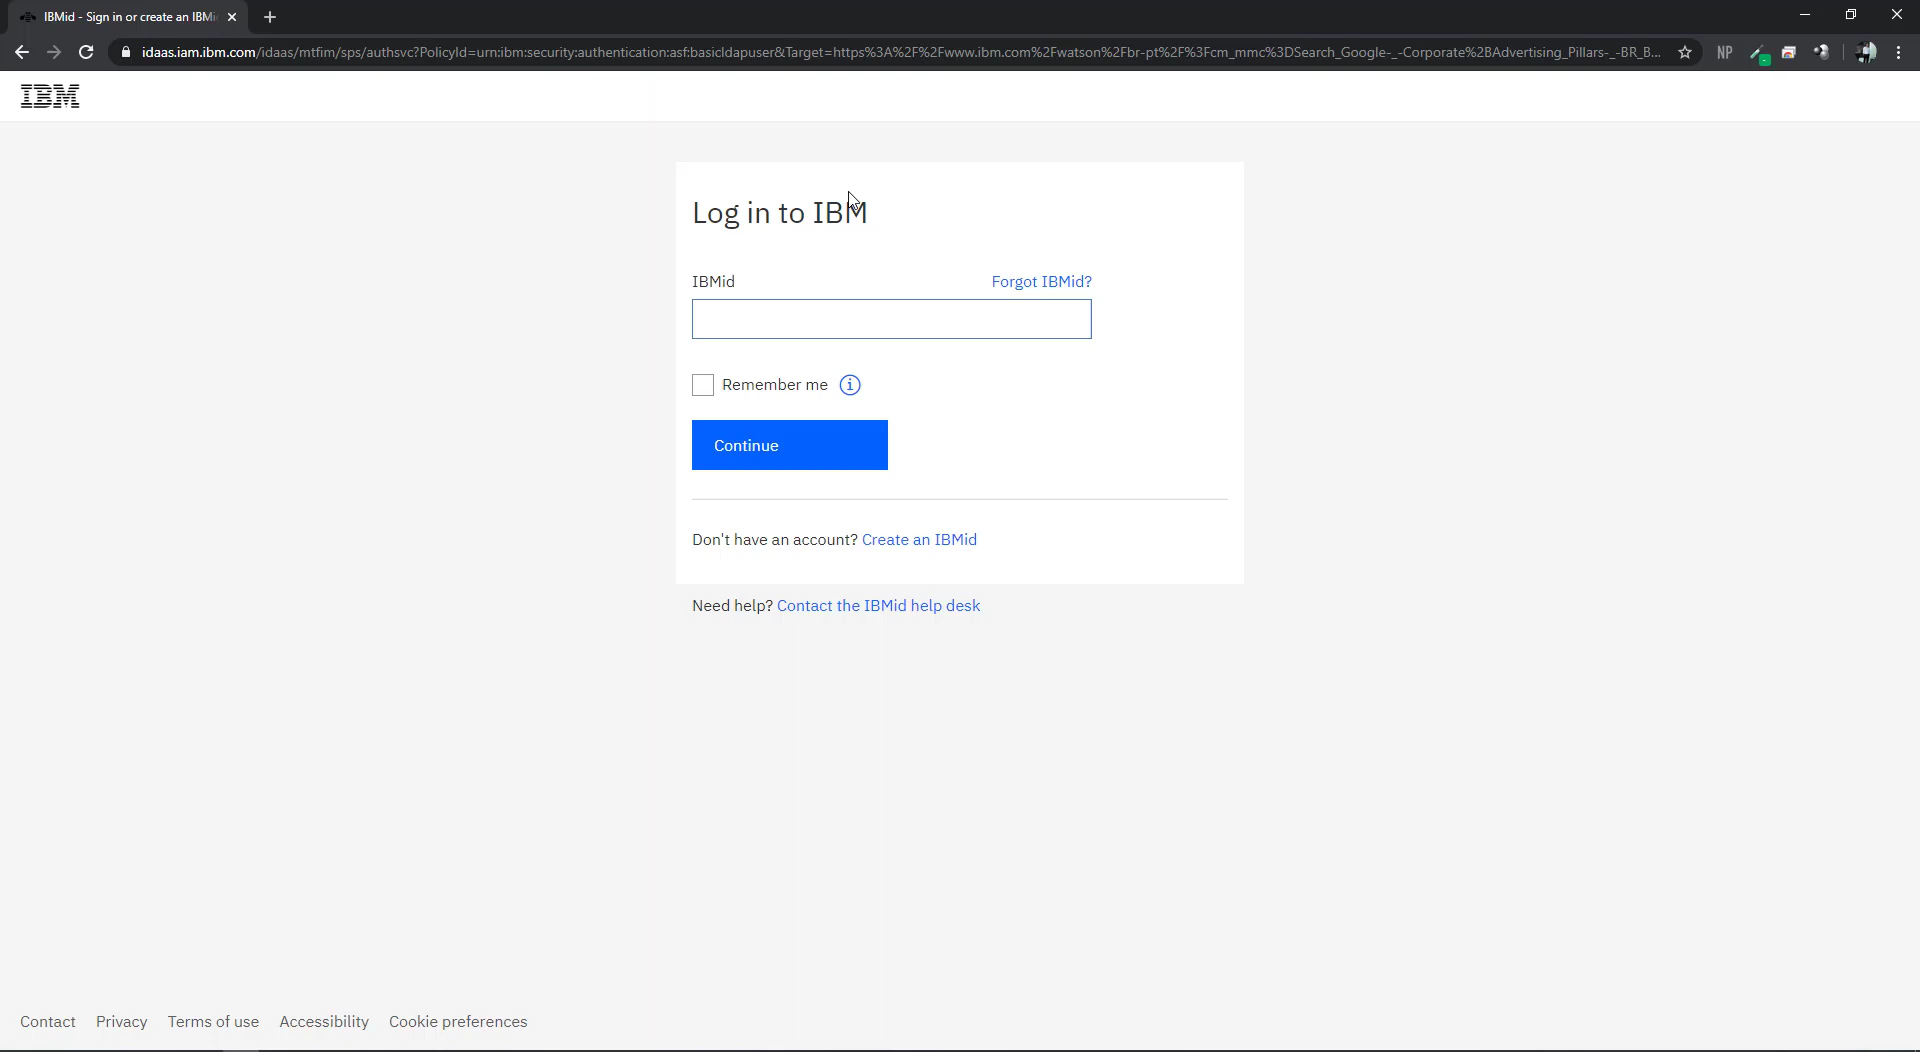 IBMid - Sign in or create an IBMi
idaas.iam.ibm.com/idaas/mtfim/sps/authsvc?PolicyId=urn:ibm:security:authentication:asf:basicldapuser&Target=https%3A%2F%2Fwww.ibm.com%2Fwatson%2Fbr-pt%2F%3Fcm_mmc%3DSearch_Google-_-Corporate%2BAdvertising_Pillars-_-BR_B...
NP
IBM
Log in to IBM
IBMid
Forgot IBMid?
Remember me
Continue
Don't have an account? Create an IBMid
Need help? Contact the IBMid help desk
Contact Privacy Terms of use Accessibility Cookie preferences